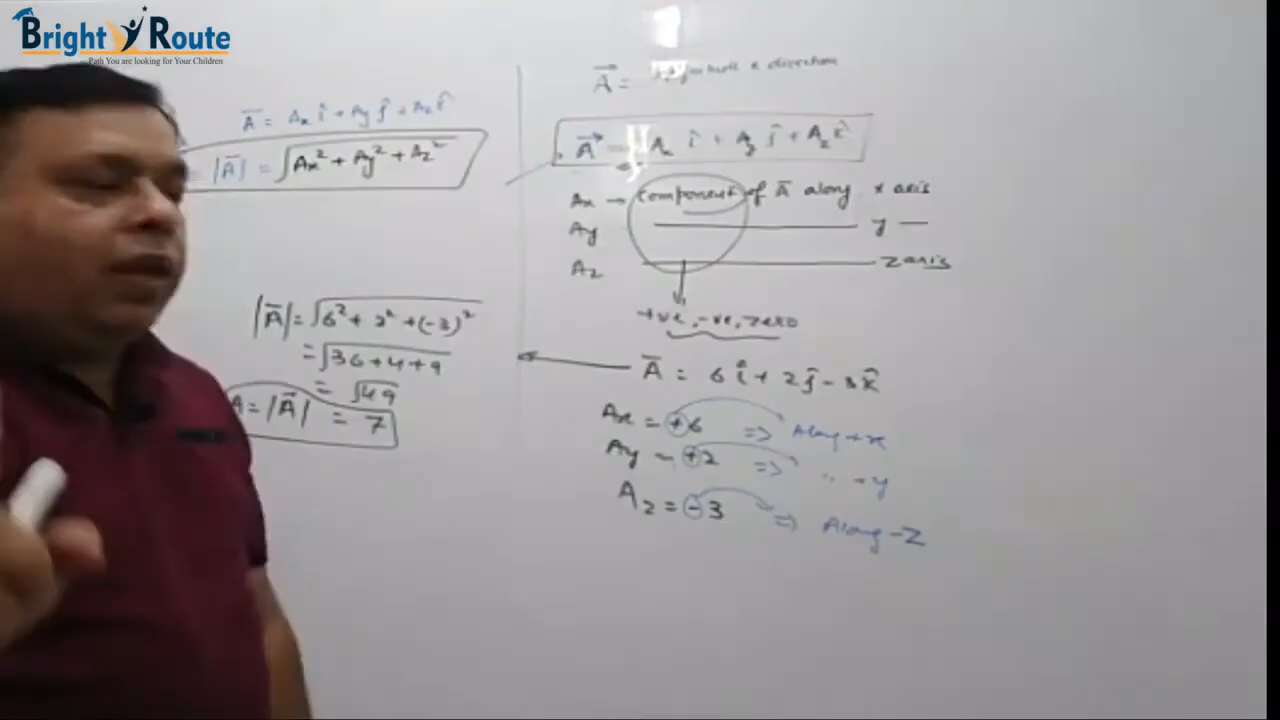 Bright Route
Path You are looking for Your Children
A̅ = Aₓ î + Ay ĵ + Az k̂
|A̅| = √Ax² + Ay² + Az²
|A̅| = √6² + 2² + (-3)²
= √36 + 4 + 9
= √49
A = |A̅| = 7
A⃗ = direction
A⃗ = Aₓ î + Ay ĵ + Az k̂
Ax → component of A̅ along x axis
Ay y
Az z axis
+ve, -ve, zero
A̅ = 6î + 2ĵ - 3k̂
Ax = +6 ⇒ Along +x
Ay = +2 ⇒ " +y
Az = -3 ⇒ Along -Z